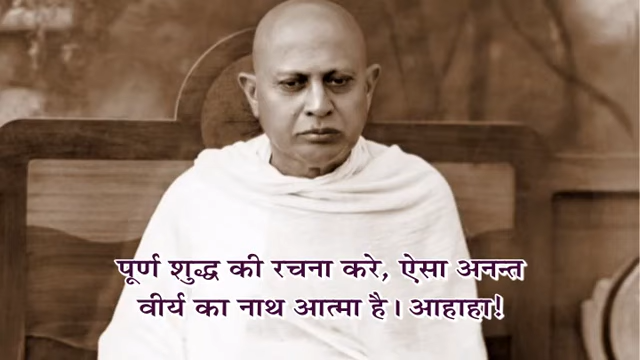 पूर्ण शुद्ध की रचना करे, ऐसा अनन्त
वीर्य का नाथ आत्मा है। आहाहा!